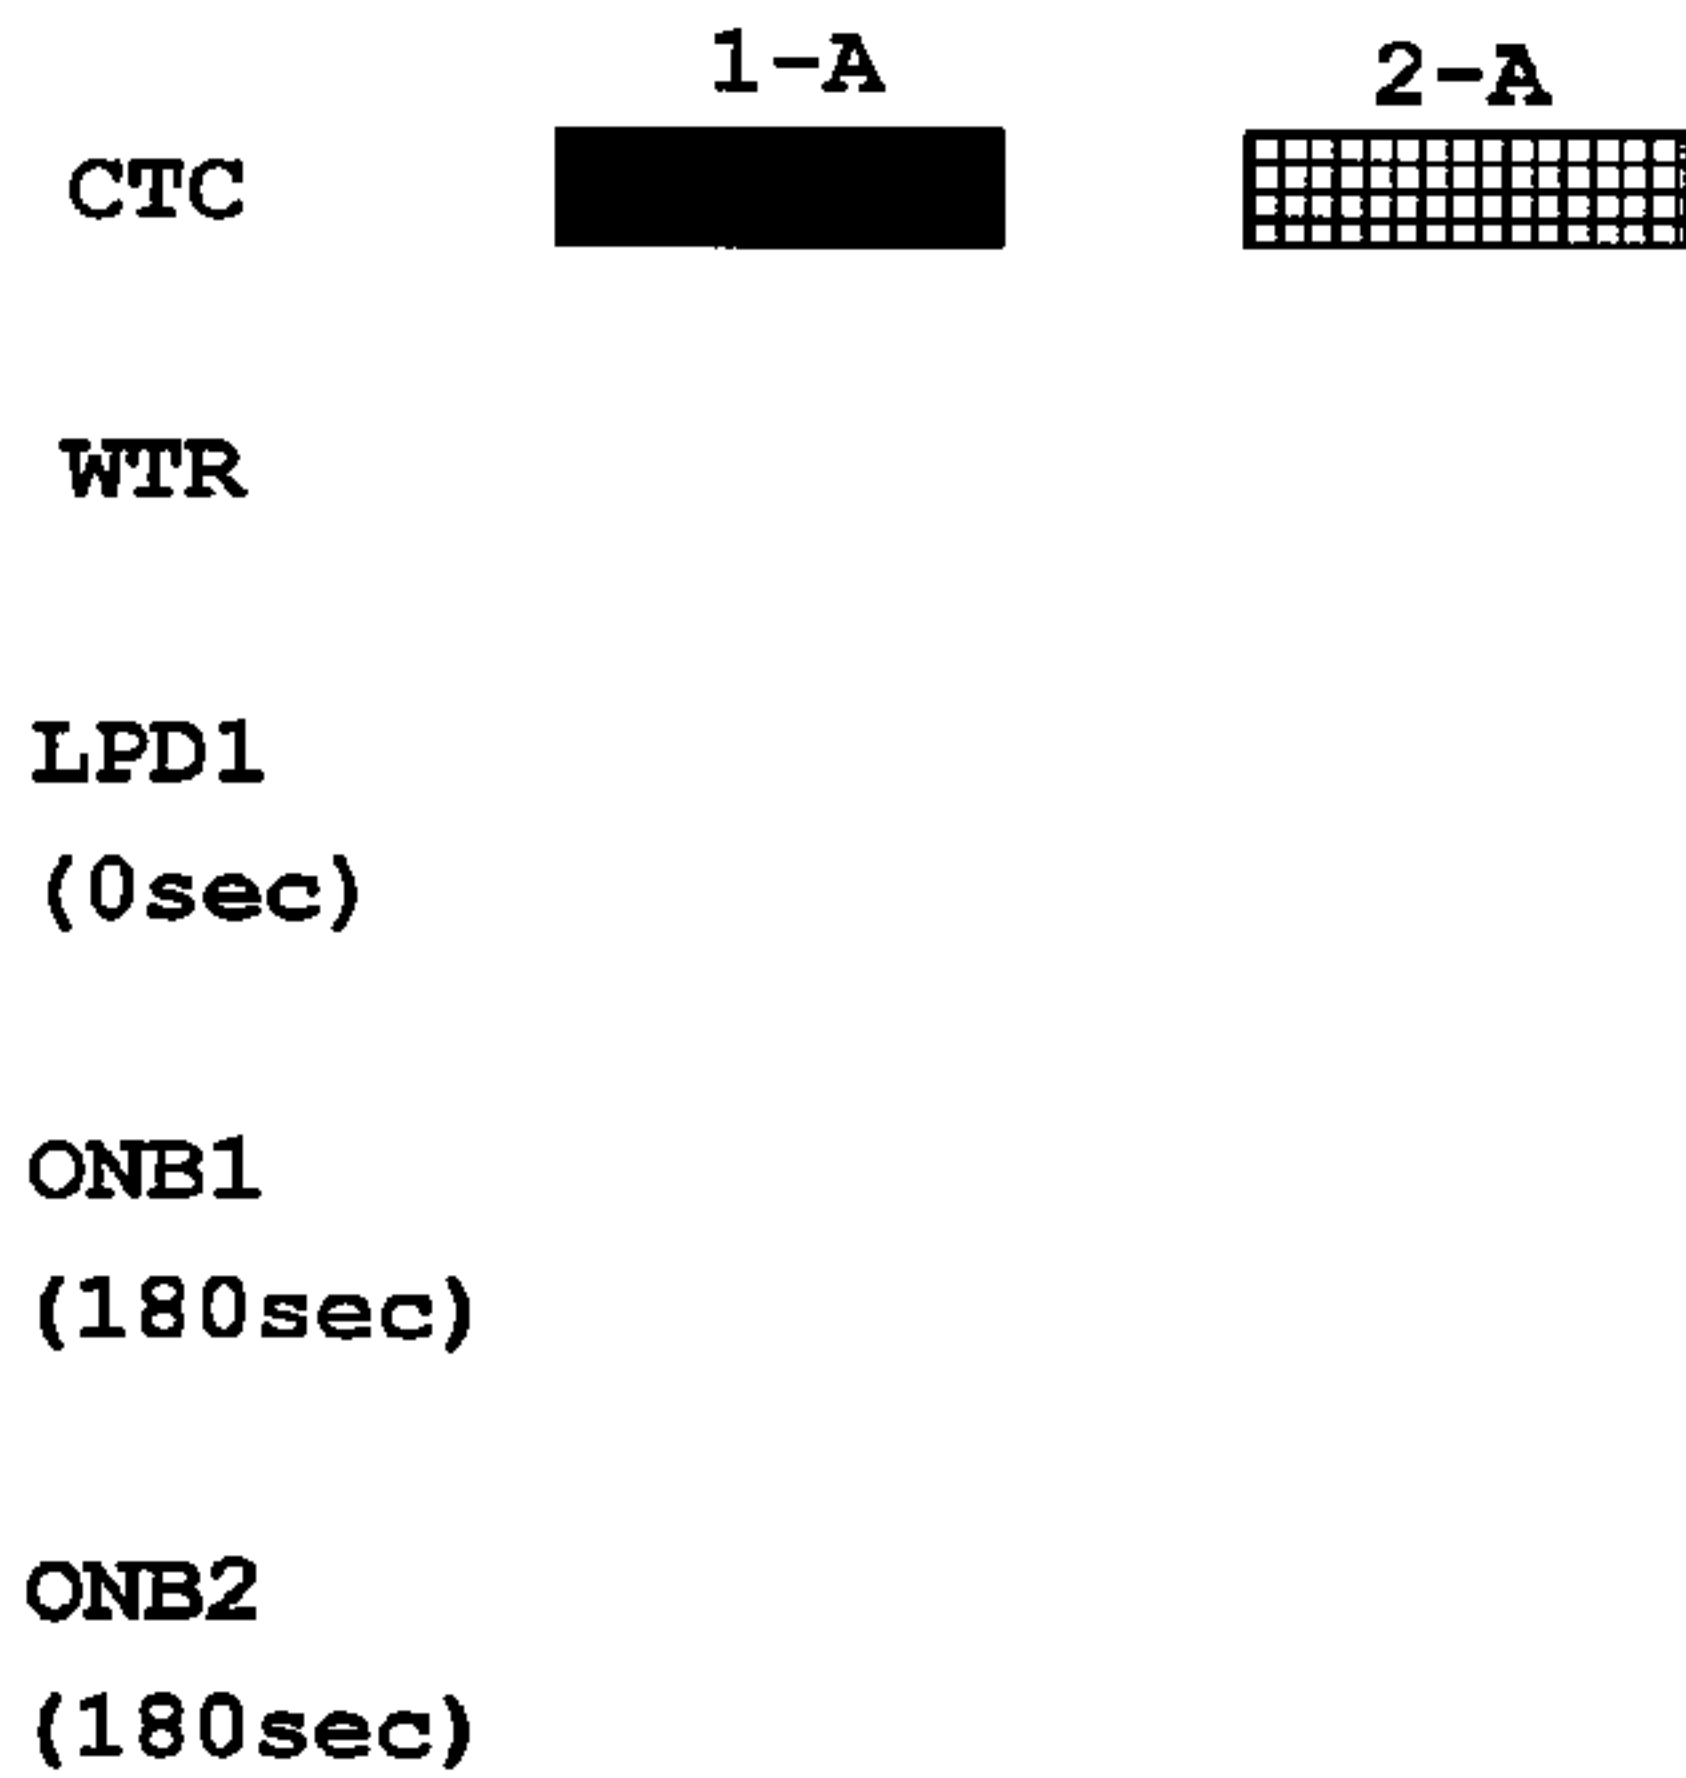 1-A 2-A
CTC
WTR
LPD1
(0sec)
ONB1
(180sec)
ONB2
(180sec)